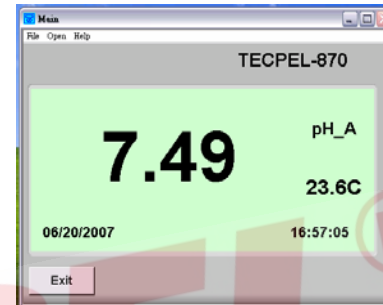 Main
File Open Help
TECPEL-870
7.49
pH_A
23.6C
06/20/2007
16:57:05
Exit